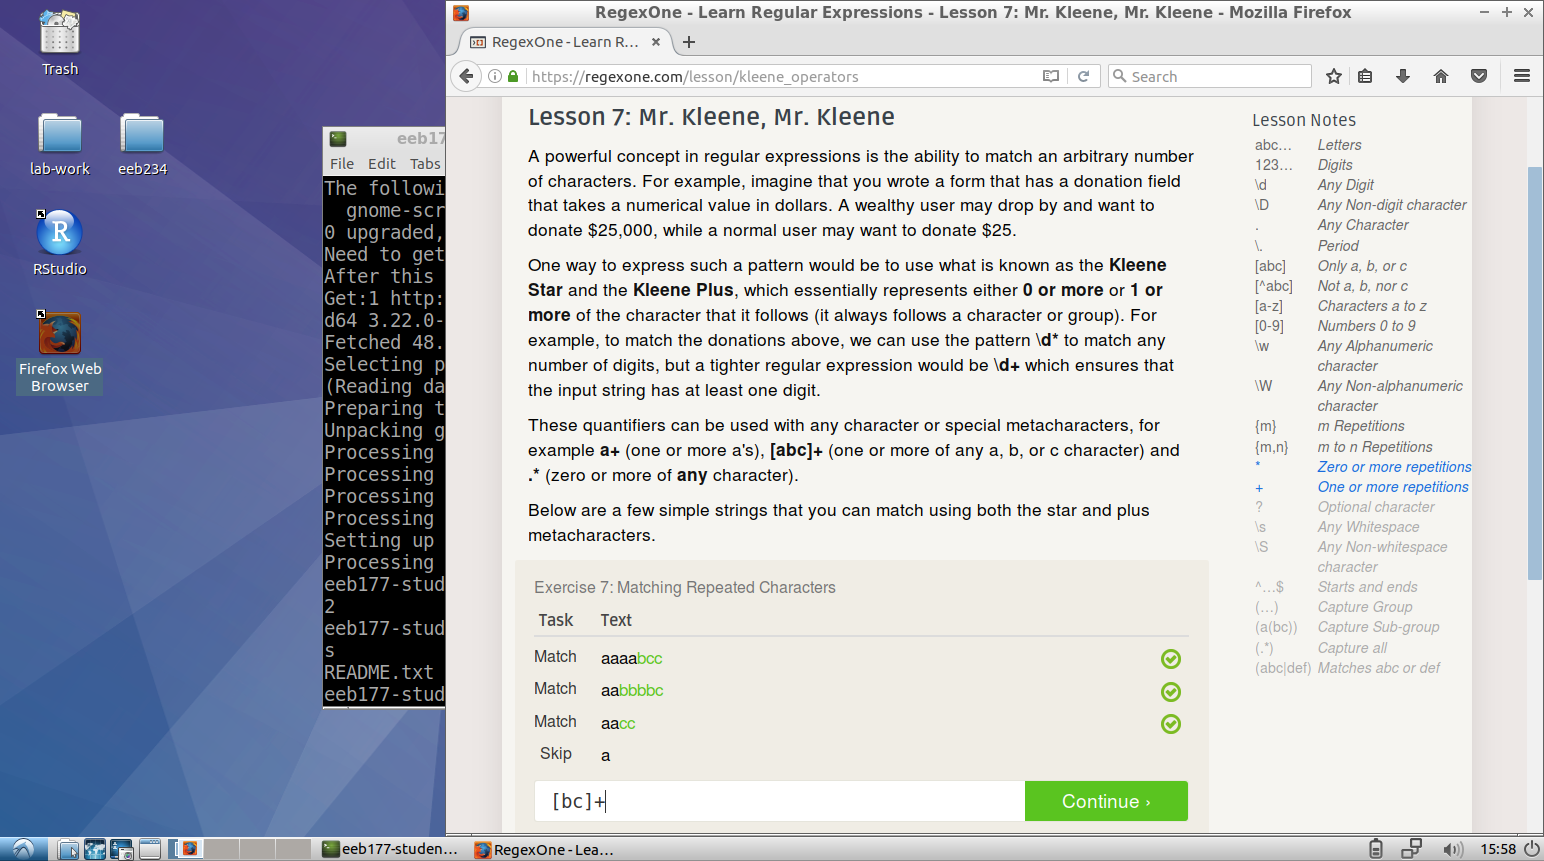 RegexOne - Learn Regular Expressions - Lesson 7: Mr. Kleene, Mr. Kleene - Mozilla Firefox
RegexOne - Learn R...
https://regexone.com/lesson/kleene_operators
Search
Trash
lab-work
eeb234
RStudio
Firefox Web
Browser
eeb17
File Edit Tabs
The followi
gnome-scr
0 upgraded,
Need to get
After this
Get:1 http:
d64 3.22.0-
Fetched 48.
Selecting p
(Reading da
Preparing t
Unpacking g
Processing
Processing
Processing
Processing
Setting up
Processing
eeb177-stud
2
eeb177-stud
s
README.txt
eeb177-stud
Lesson 7: Mr. Kleene, Mr. Kleene
A powerful concept in regular expressions is the ability to match an arbitrary number
of characters. For example, imagine that you wrote a form that has a donation field
that takes a numerical value in dollars. A wealthy user may drop by and want to
donate $25,000, while a normal user may want to donate $25.
One way to express such a pattern would be to use what is known as the Kleene
Star and the Kleene Plus, which essentially represents either 0 or more or 1 or
more of the character that it follows (it always follows a character or group). For
example, to match the donations above, we can use the pattern \d* to match any
number of digits, but a tighter regular expression would be \d+ which ensures that
the input string has at least one digit.
These quantifiers can be used with any character or special metacharacters, for
example a+ (one or more a's), [abc]+ (one or more of any a, b, or c character) and
.* (zero or more of any character).
Below are a few simple strings that you can match using both the star and plus
metacharacters.
Exercise 7: Matching Repeated Characters
Task Text
Match aaaabcc
Match aabbbbc
Match aacc
Skip a
[bc]+
Continue ›
Lesson Notes
abc... Letters
123... Digits
\d Any Digit
\D Any Non-digit character
. Any Character
\. Period
[abc] Only a, b, or c
[^abc] Not a, b, nor c
[a-z] Characters a to z
[0-9] Numbers 0 to 9
\w Any Alphanumeric
character
\W Any Non-alphanumeric
character
{m} m Repetitions
{m,n} m to n Repetitions
* Zero or more repetitions
+ One or more repetitions
? Optional character
\s Any Whitespace
\S Any Non-whitespace
character
^...$ Starts and ends
(...) Capture Group
(a(bc)) Capture Sub-group
(.*) Capture all
(abc|def) Matches abc or def
eeb177-studen...
RegexOne - Lea...
15:58